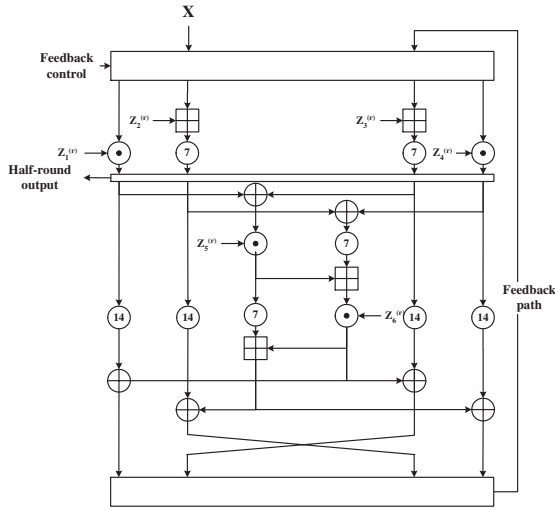 X
Feedback
control
Z₂⁽ʳ⁾
Z₃⁽ʳ⁾
Z₁⁽ʳ⁾
7
7
Z₄⁽ʳ⁾
Half-round
output
Z₅⁽ʳ⁾
7
Feedback
path
14
14
7
Z₆⁽ʳ⁾
14
14